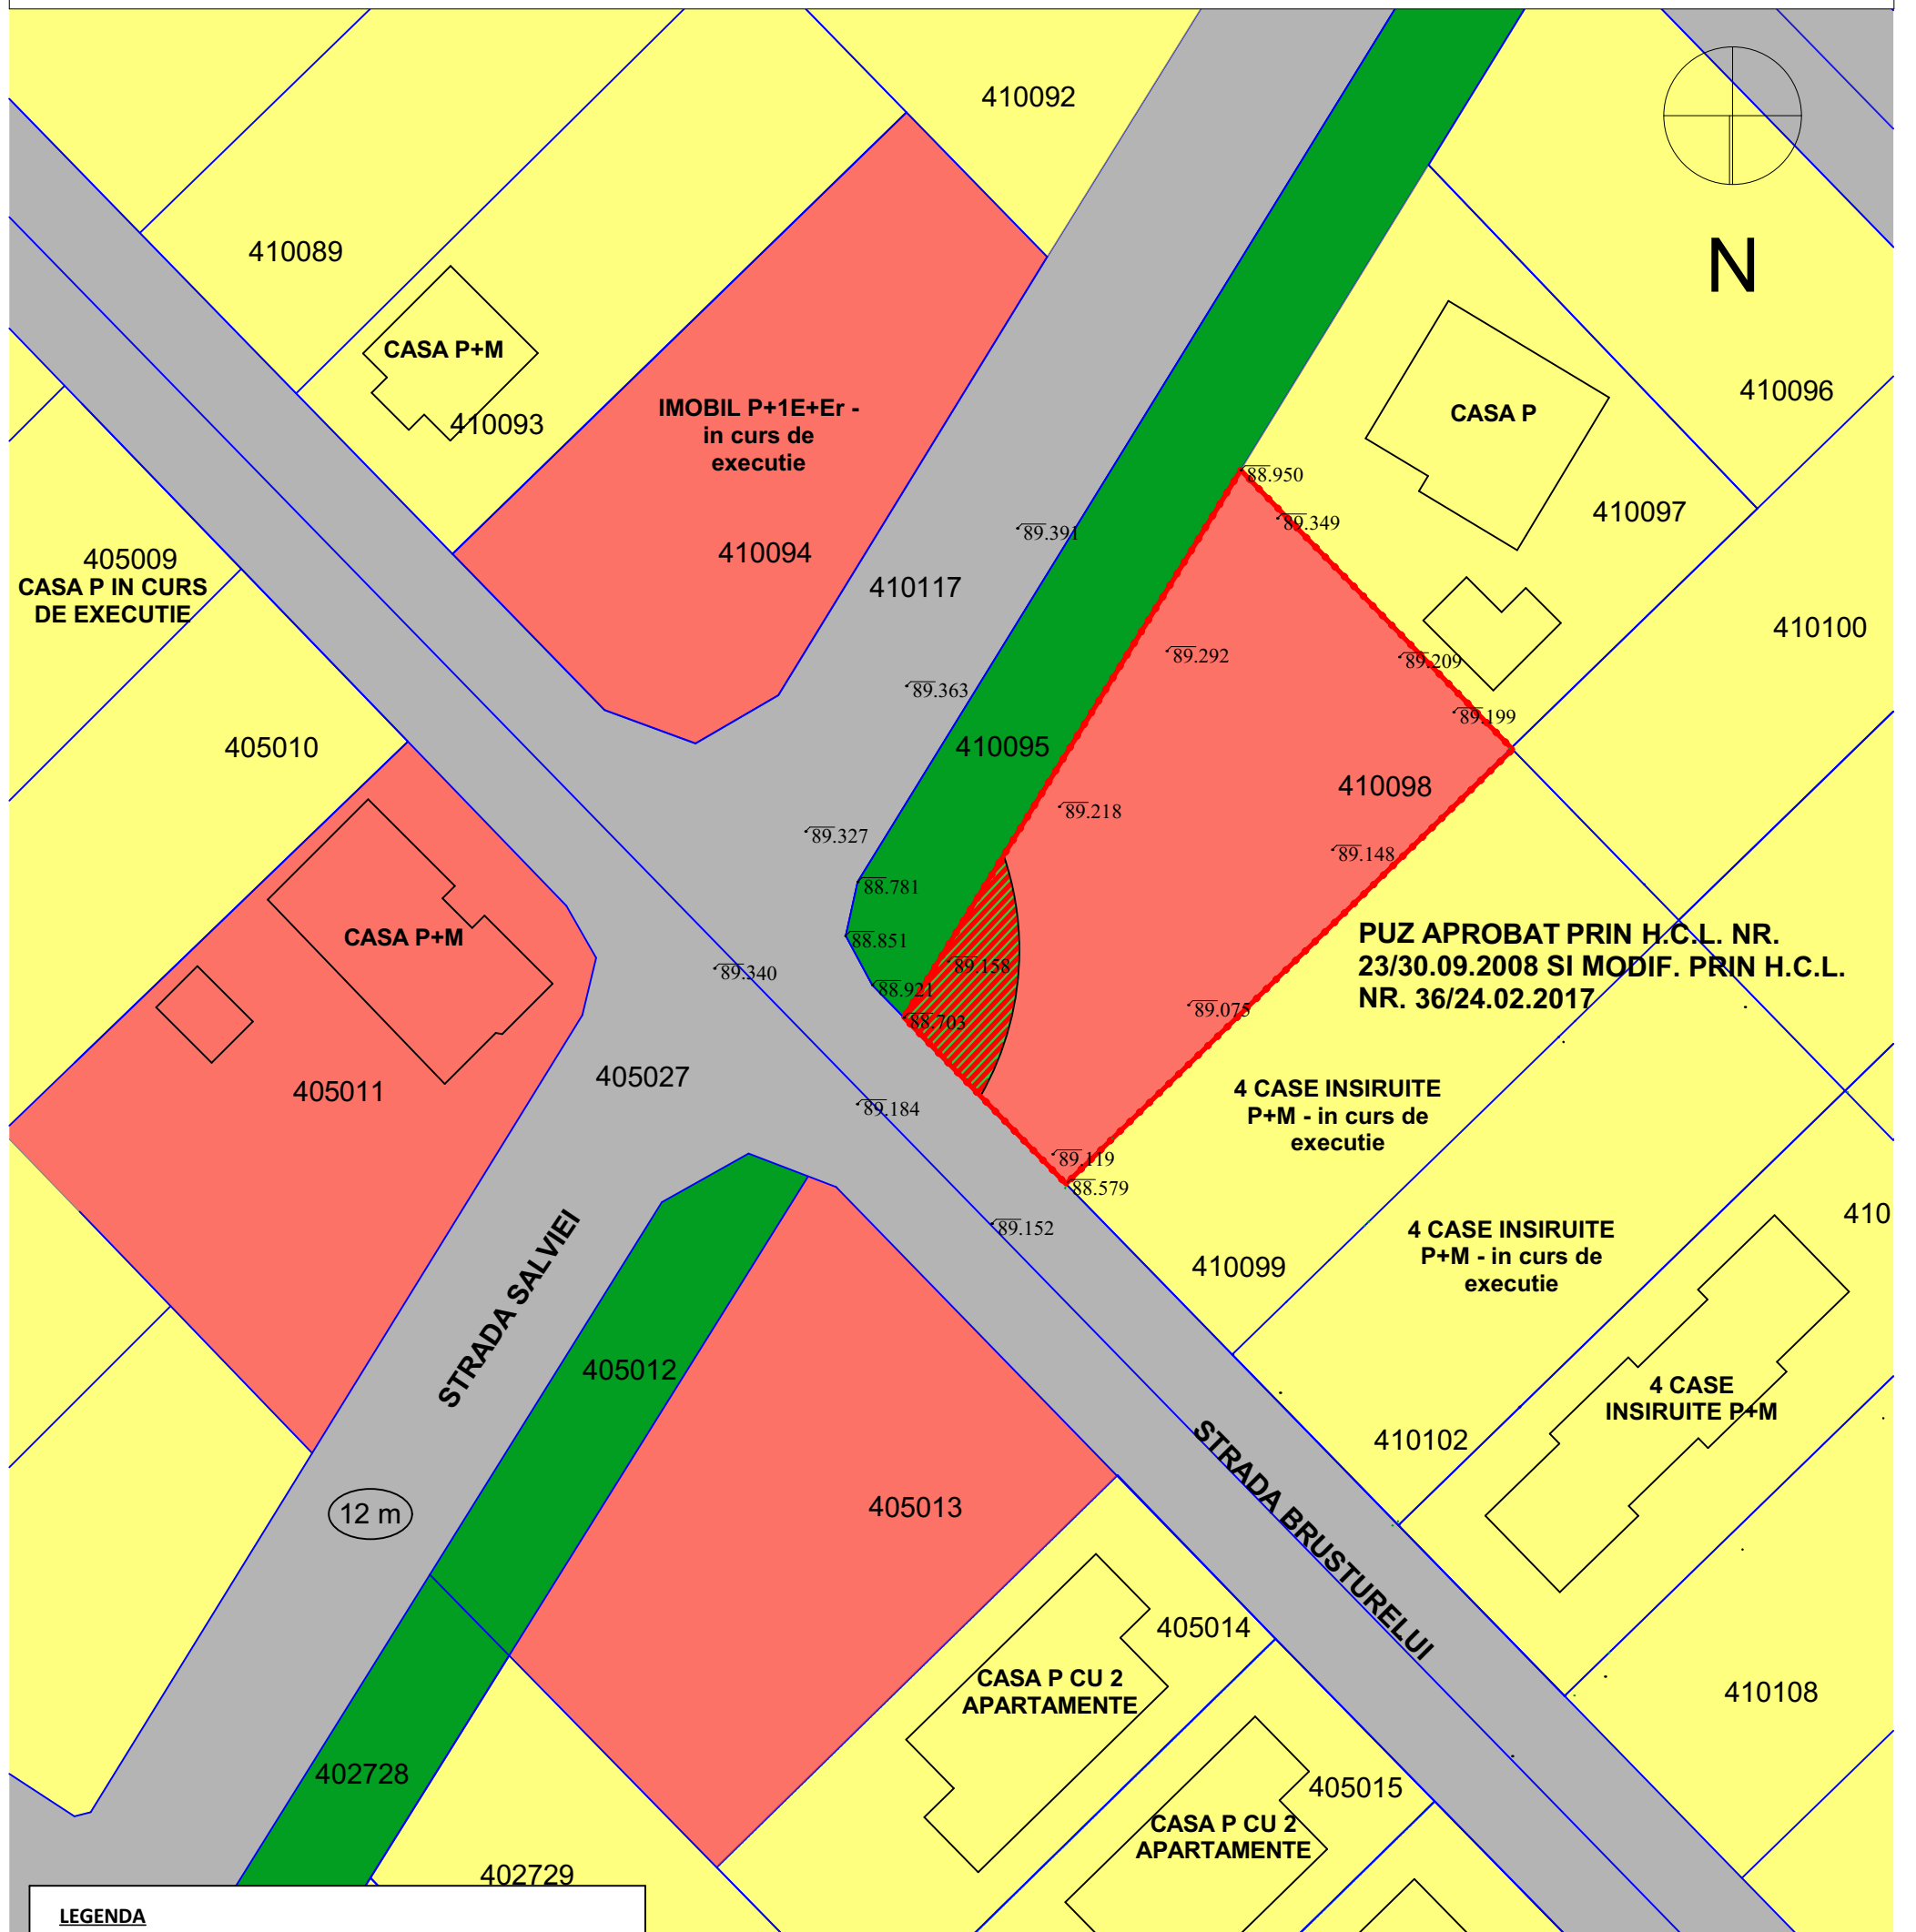 410092
410089
N
CASA P+M
410093
IMOBIL P+1E+Er -
in curs de
executie
410094
410096
CASA P
88.950
410097
89.349
89.391
405009
CASA P IN CURS
DE EXECUTIE
410117
410100
89.292
89.209
89.363
89.199
405010
410095
410098
89.218
89.327
89.148
88.781
PUZ APROBAT PRIN H.C.L. NR.
23/30.09.2008 SI MODIF. PRIN H.C.L.
NR. 36/24.02.2017
CASA P+M
88.851
89.158
89.340
88.921
88.703
89.075
405027
405011
89.184
4 CASE INSIRUITE
P+M - in curs de
executie
89.119
88.579
410
89.152
4 CASE INSIRUITE
P+M - in curs de
executie
410099
STRADA SALVIEI
405012
4 CASE
INSIRUITE P+M
410102
12 m
405013
STRADA BRUSTURELUI
405014
CASA P CU 2
APARTAMENTE
410108
402728
405015
CASA P CU 2
APARTAMENTE
402729
LEGENDA